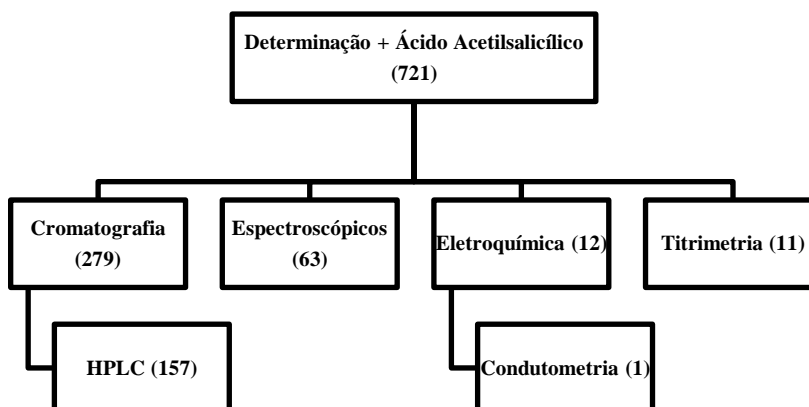 Determinação + Ácido Acetilsalicílico
(721)
Cromatografia
(279)
Espectroscópicos
(63)
Eletroquímica (12)
Titrimetria (11)
HPLC (157)
Condutometria (1)